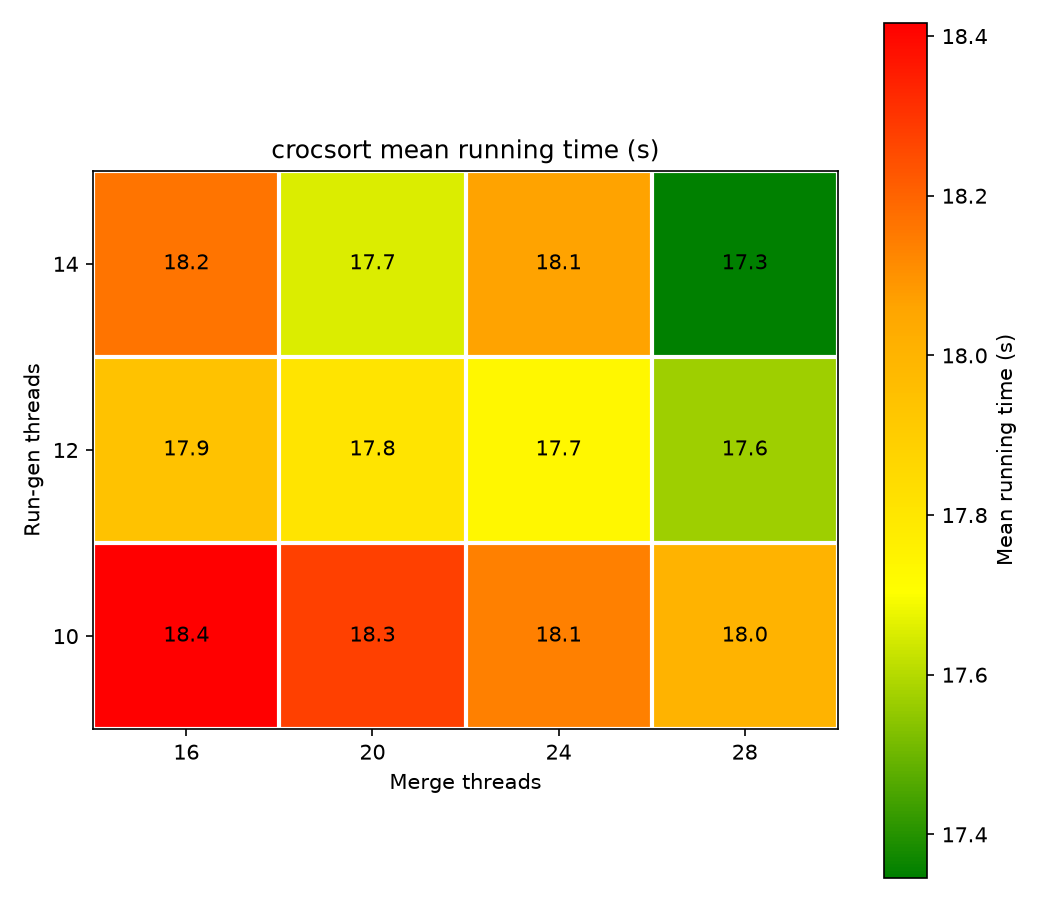 crocsort mean running time (s)
18.4
18.2
18.0
17.8
17.6
17.4
Mean running time (s)
Run-gen threads
14
18.2 17.7 18.1 17.3
12
17.9 17.8 17.7 17.6
10
18.4 18.3 18.1 18.0
16 20 24 28
Merge threads